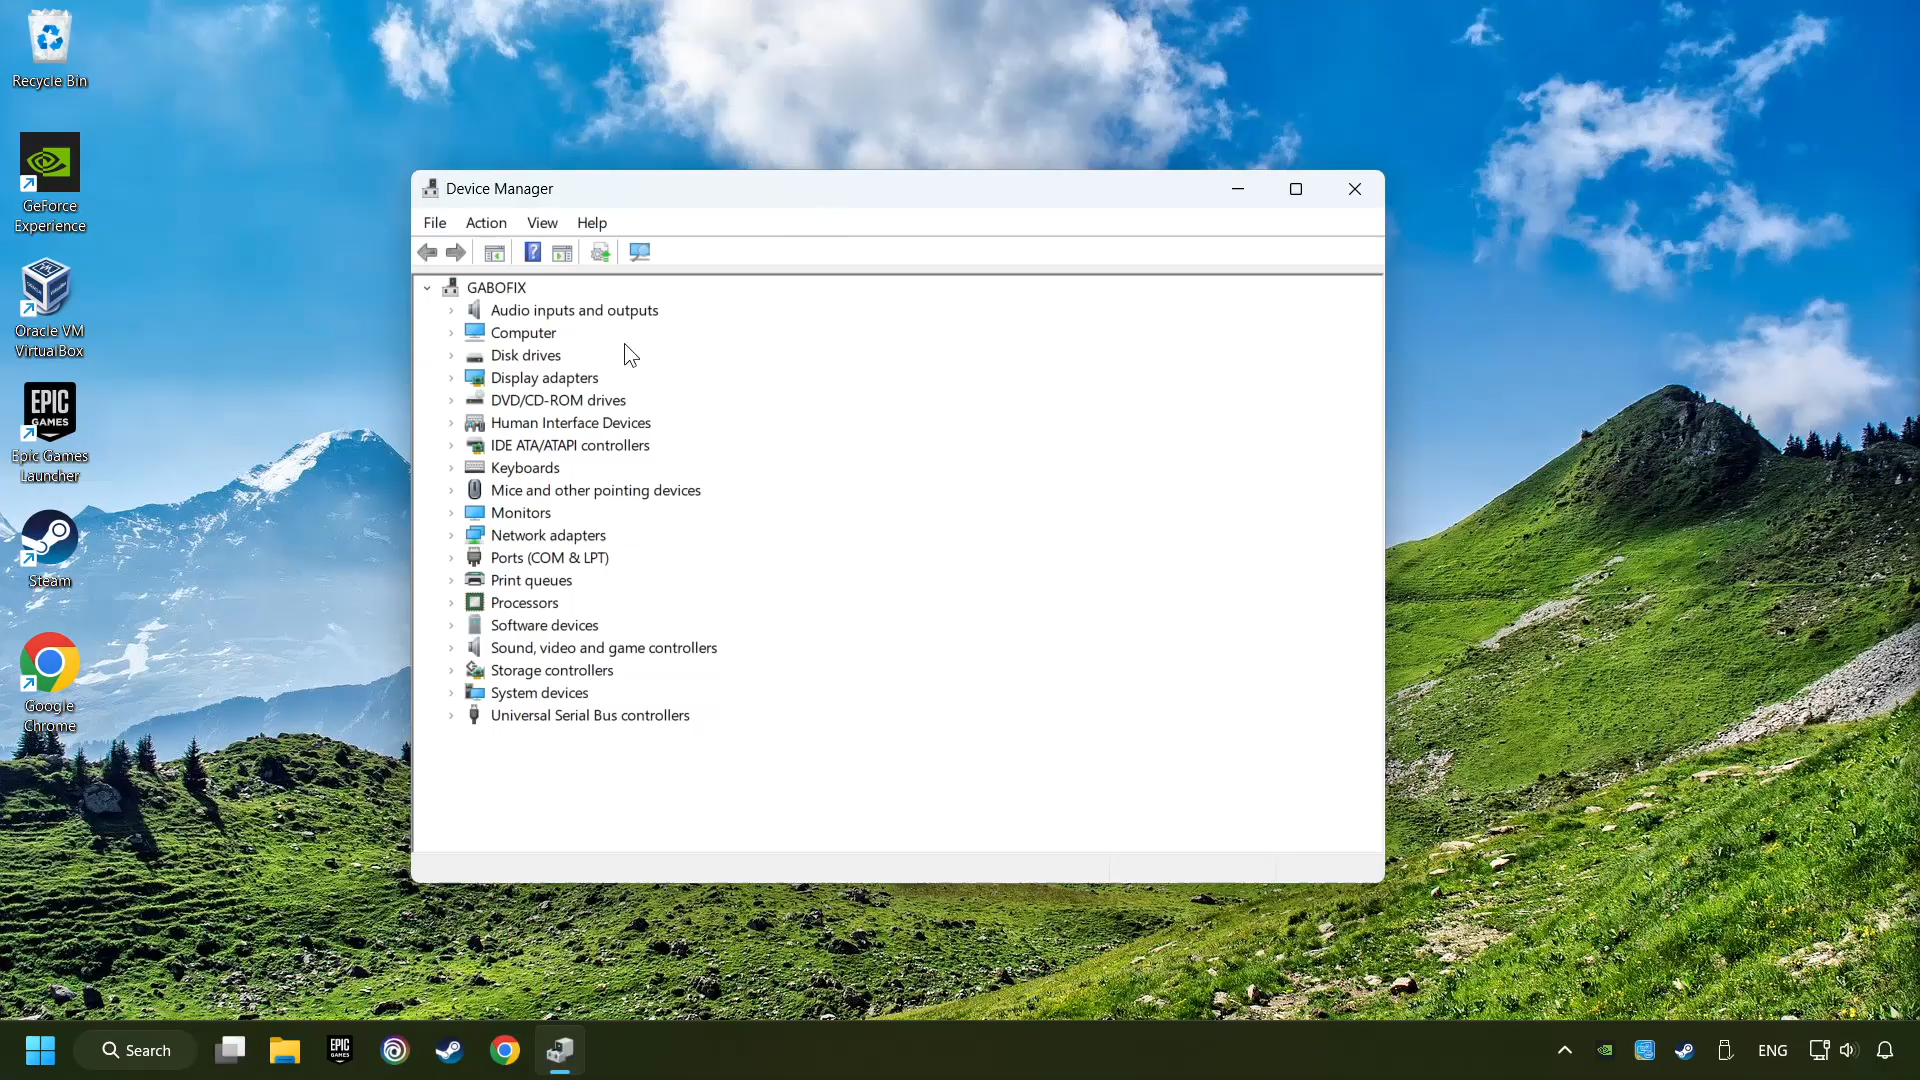 Recycle Bin
GeForce
Experience
Oracle VM
VirtualBox
EPIC
GAMES
Epic Games
Launcher
Steam
Google
Chrome
Device Manager
File Action View Help
GABOFIX
Audio inputs and outputs
Computer
Disk drives
Display adapters
DVD/CD-ROM drives
Human Interface Devices
IDE ATA/ATAPI controllers
Keyboards
Mice and other pointing devices
Monitors
Network adapters
Ports (COM & LPT)
Print queues
Processors
Software devices
Sound, video and game controllers
Storage controllers
System devices
Universal Serial Bus controllers
Search
EPIC
GAMES
ENG